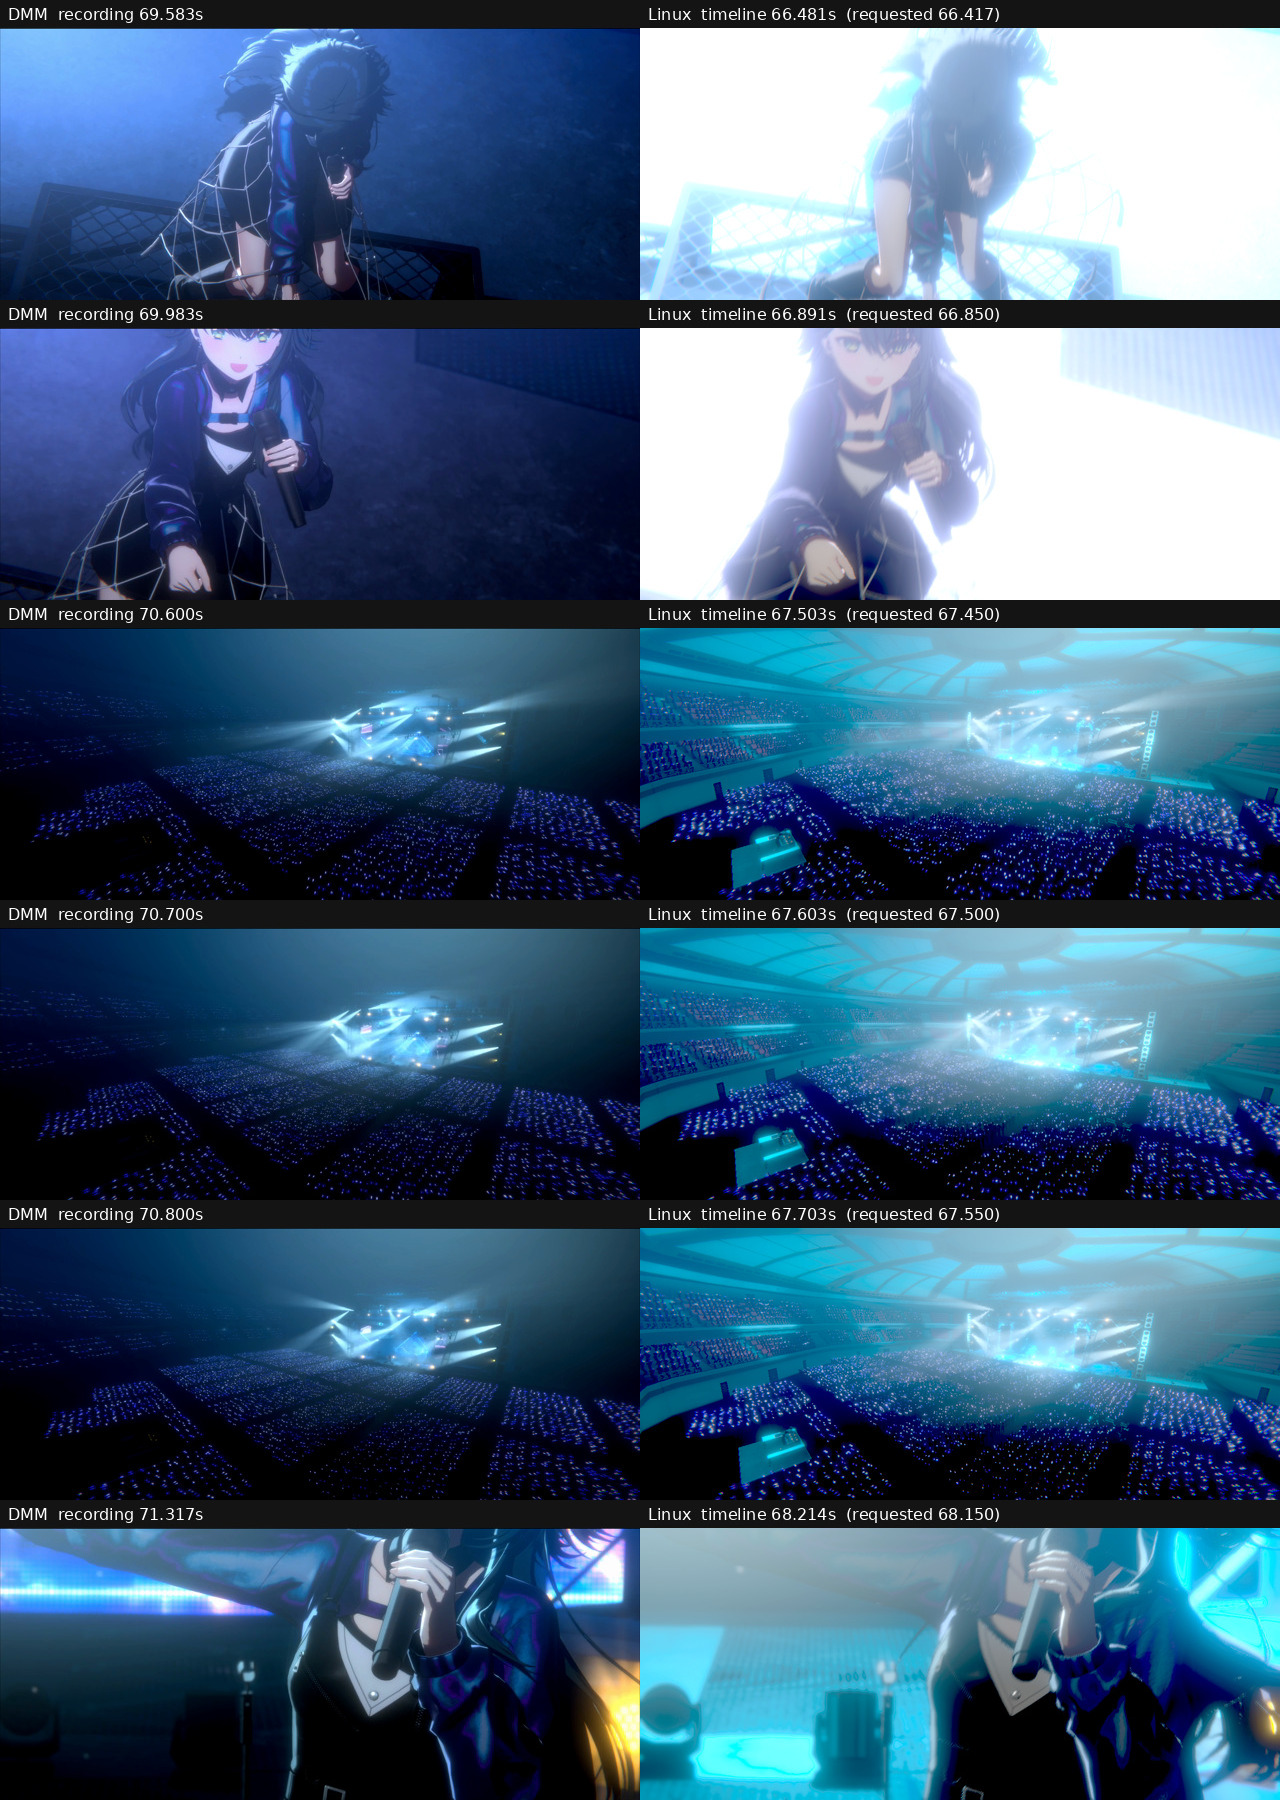 DMM recording 69.583s
Linux timeline 66.481s (requested 66.417)
DMM recording 69.983s
Linux timeline 66.891s (requested 66.850)
DMM recording 70.600s
Linux timeline 67.503s (requested 67.450)
DMM recording 70.700s
Linux timeline 67.603s (requested 67.500)
DMM recording 70.800s
Linux timeline 67.703s (requested 67.550)
DMM recording 71.317s
Linux timeline 68.214s (requested 68.150)